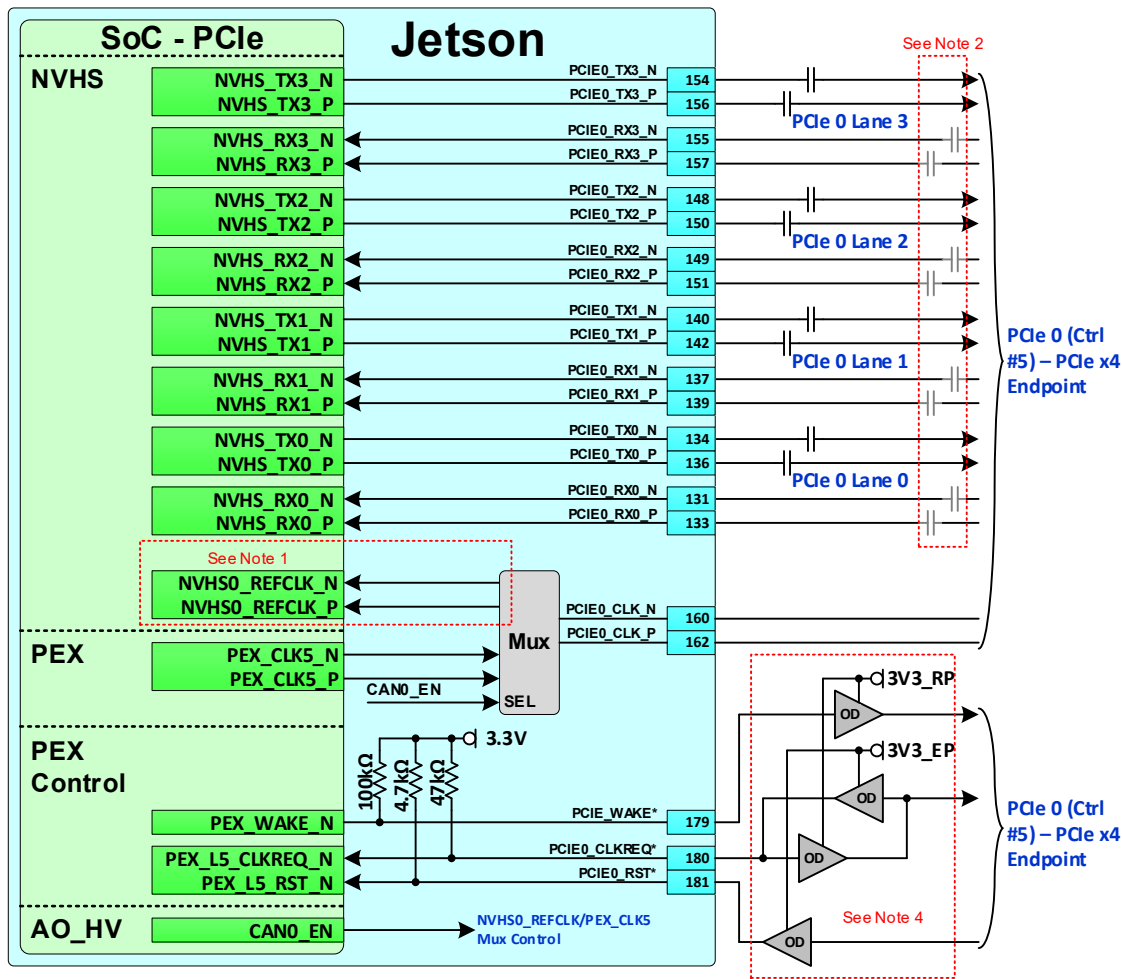 SoC - PCIe
Jetson
See Note 2
NVHS
NVHS_TX3_N
PCIE0_TX3_N
154
NVHS_TX3_P
PCIE0_TX3_P
156
PCIe 0 Lane 3
NVHS_RX3_N
PCIE0_RX3_N
155
NVHS_RX3_P
PCIE0_RX3_P
157
NVHS_TX2_N
PCIE0_TX2_N
148
NVHS_TX2_P
PCIE0_TX2_P
150
PCIe 0 Lane 2
NVHS_RX2_N
PCIE0_RX2_N
149
NVHS_RX2_P
PCIE0_RX2_P
151
NVHS_TX1_N
PCIE0_TX1_N
140
NVHS_TX1_P
PCIE0_TX1_P
142
PCIe 0 Lane 1
NVHS_RX1_N
PCIE0_RX1_N
137
NVHS_RX1_P
PCIE0_RX1_P
139
NVHS_TX0_N
PCIE0_TX0_N
134
NVHS_TX0_P
PCIE0_TX0_P
136
PCIe 0 Lane 0
NVHS_RX0_N
PCIE0_RX0_N
131
NVHS_RX0_P
PCIE0_RX0_P
133
PCIe 0 (Ctrl
#5) – PCIe x4
Endpoint
See Note 1
NVHS0_REFCLK_N
NVHS0_REFCLK_P
Mux
SEL
PCIE0_CLK_N
160
PCIE0_CLK_P
162
PEX
PEX_CLK5_N
PEX_CLK5_P
CAN0_EN
3V3_RP
OD
3V3_EP
OD
OD
OD
PEX
Control
3.3V
100kΩ
4.7kΩ
47kΩ
PEX_WAKE_N
PCIE_WAKE*
179
PEX_L5_CLKREQ_N
PCIE0_CLKREQ*
180
PEX_L5_RST_N
PCIE0_RST*
181
PCIe 0 (Ctrl
#5) – PCIe x4
Endpoint
See Note 4
AO_HV
CAN0_EN
NVHS0_REFCLK/PEX_CLK5
Mux Control